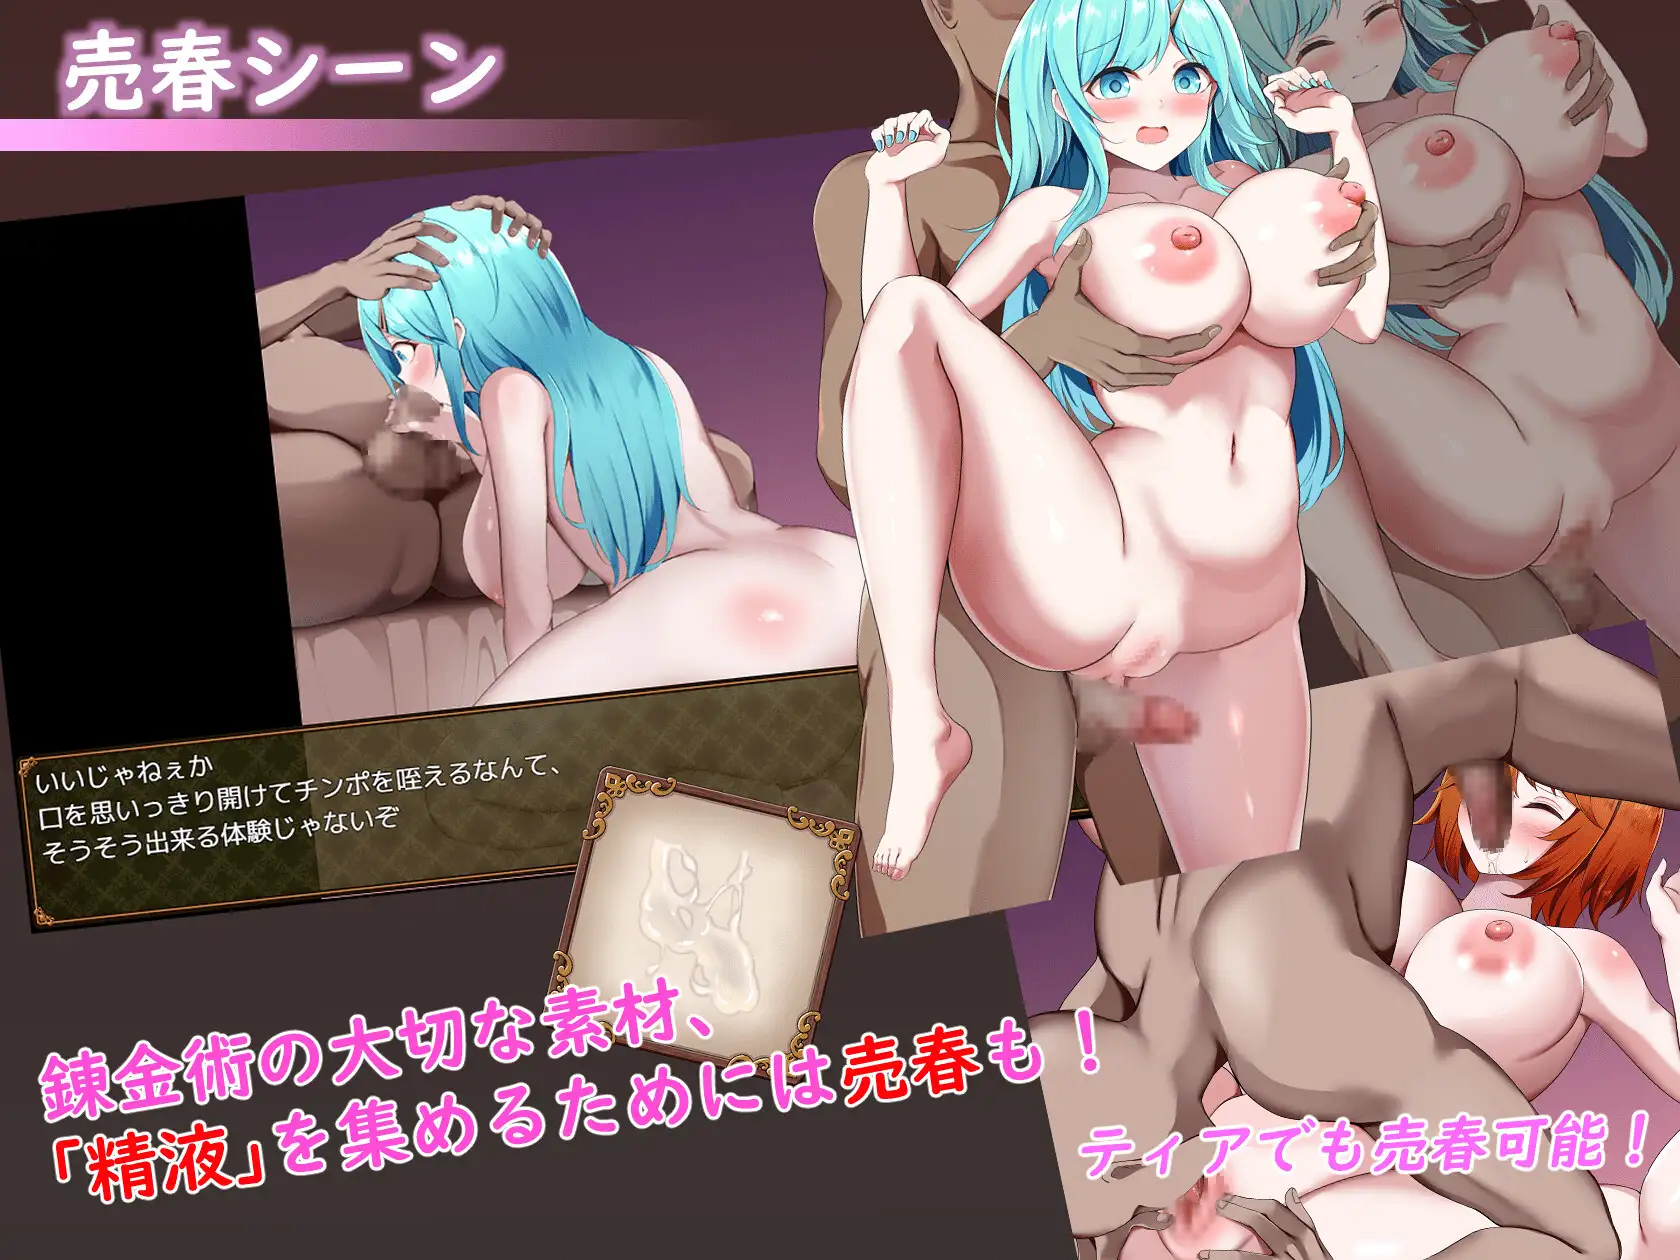 売春シーン
いいじゃねぇか
口を思いっきり開けてチンポを咥えるなんて、
そうそう出来る体験じゃないぞ
錬金術の大切な素材、
「精液」を集めるためには売春も！
ティアでも売春可能！